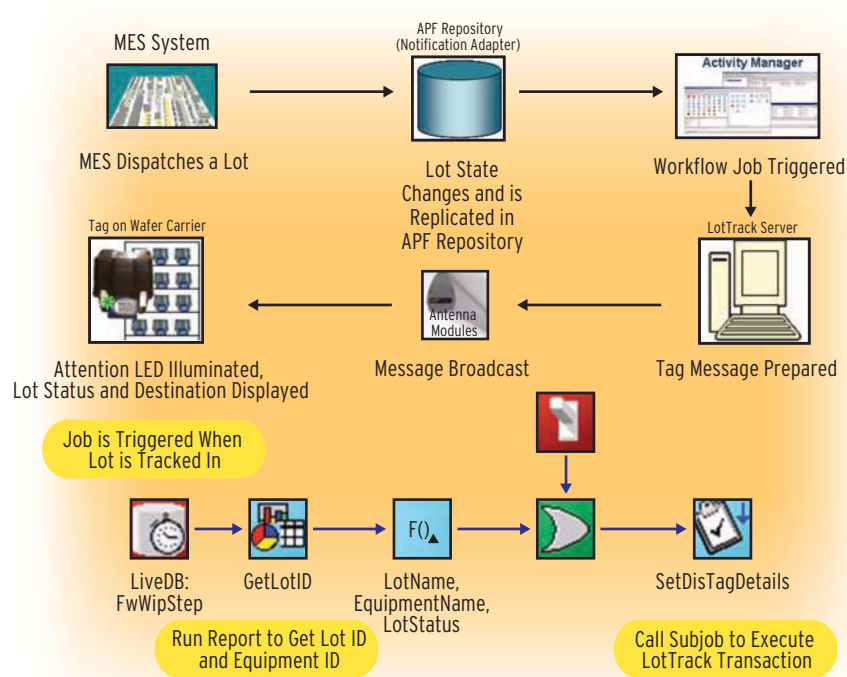 MES System
APF Repository
(Notification Adapter)
Activity Manager
MES Dispatches a Lot
Lot State
Changes and is
Replicated in
APF Repository
Workflow Job Triggered
Tag on Wafer Carrier
LotTrack Server
Antenna
Modules
Attention LED Illuminated,
Lot Status and Destination Displayed
Message Broadcast
Tag Message Prepared
Job is Triggered When
Lot is Tracked In
F()
LiveDB:
FwWipStep
GetLotID
LotName,
EquipmentName,
LotStatus
SetDisTagDetails
Run Report to Get Lot ID
and Equipment ID
Call Subjob to Execute
LotTrack Transaction